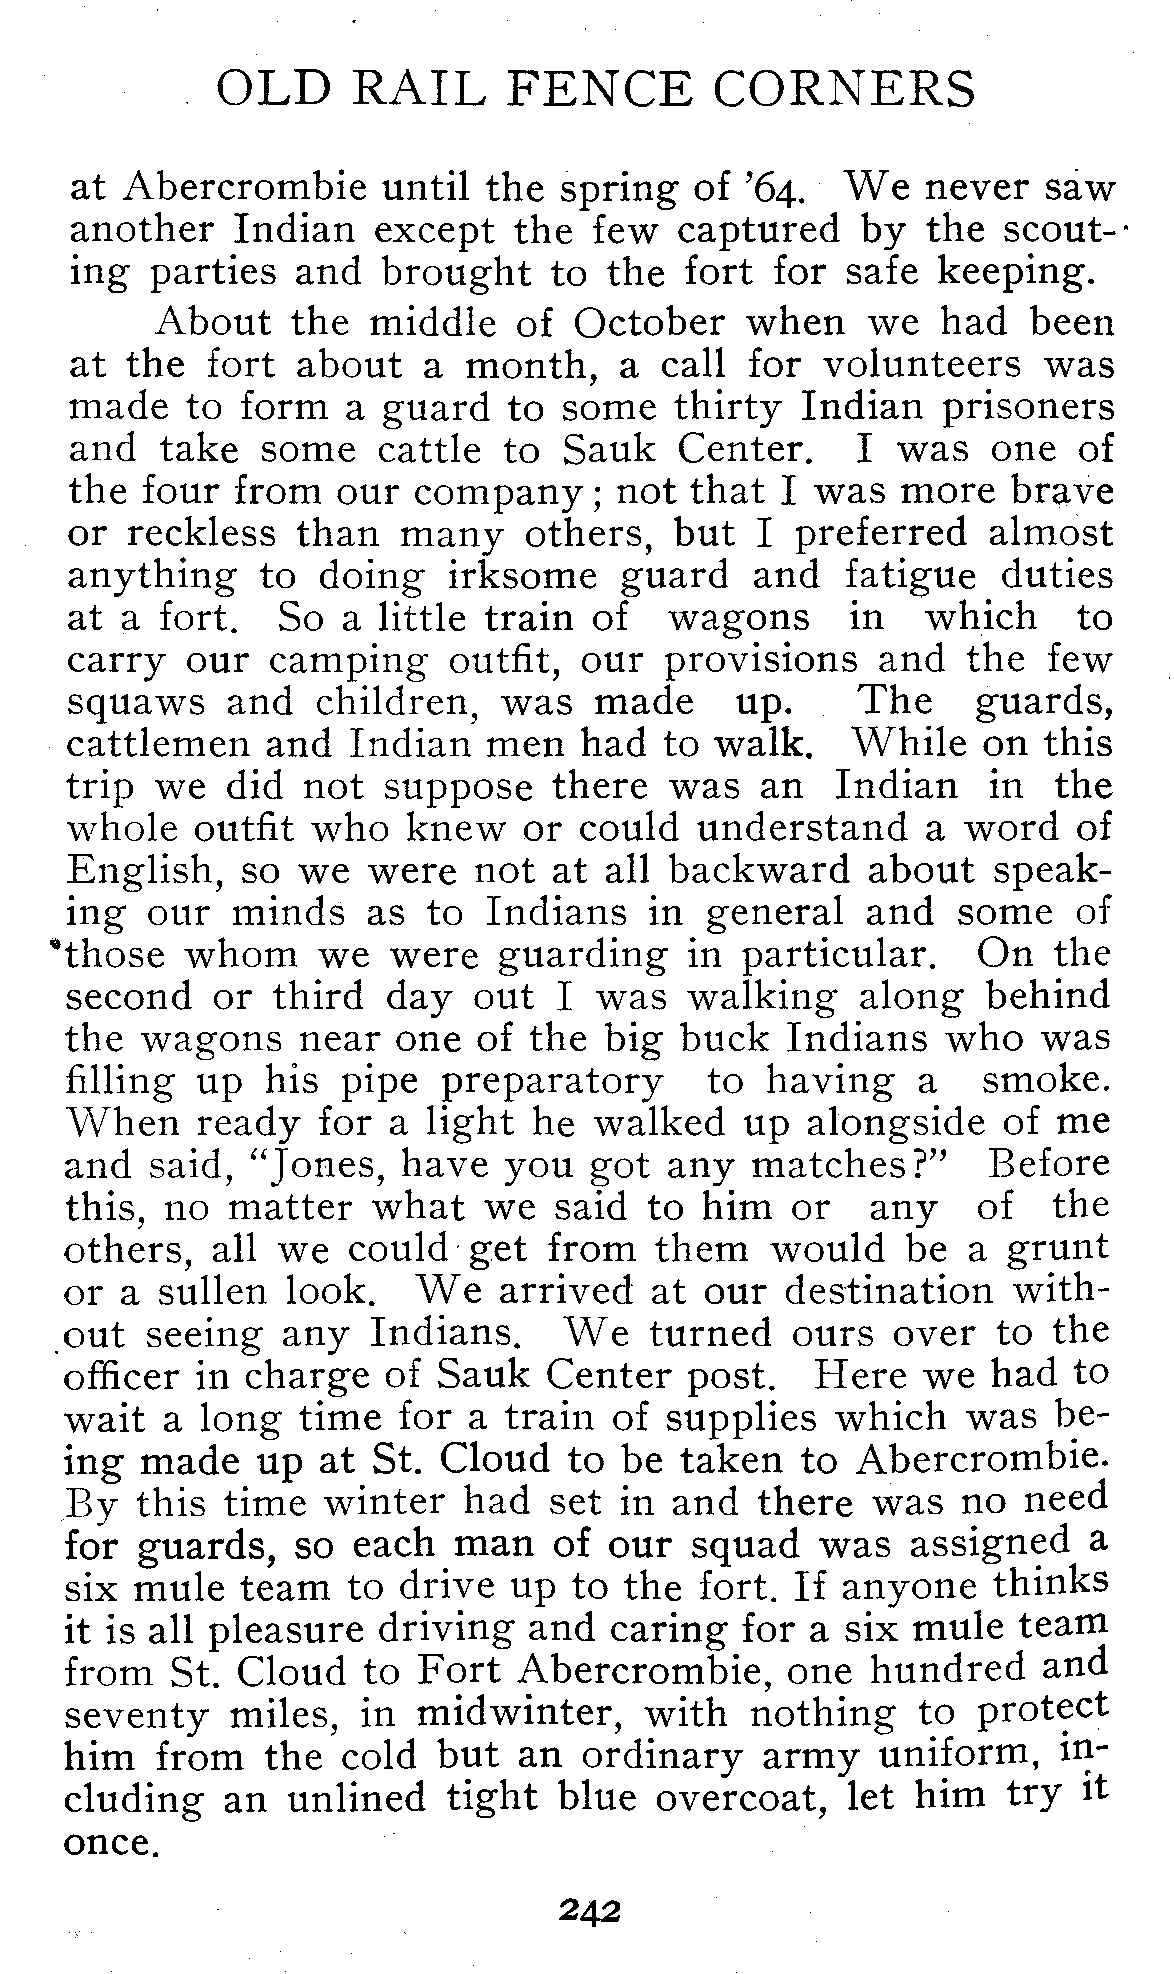 OLD RAIL FENCE CORNERS
at Abercrombie until the spring of ’64. We never saw
another Indian except the few captured by the scout-
ing parties and brought to the fort for safe keeping.
About the middle of October when we had been
at the fort about a month, a call for volunteers was
made to form a guard to some thirty Indian prisoners
and take some cattle to Sauk Center. I was one of
the four from our company; not that I was more brave
or reckless than many others, but I preferred almost
anything to doing irksome guard and fatigue duties
at a fort. So a little train of wagons in which to
carry our camping outfit, our provisions and the few
squaws and children, was made up. The guards,
cattlemen and Indian men had to walk. While on this
trip we did not suppose there was an Indian in the
whole outfit who knew or could understand a word of
English, so we were not at all backward about speak-
ing our minds as to Indians in general and some of
those whom we were guarding in particular. On the
second or third day out I was walking along behind
the wagons near one of the big buck Indians who was
filling up his pipe preparatory to having a smoke.
When ready for a light he walked up alongside of me
and said, “Jones, have you got any matches?” Before
this, no matter what we said to him or any of the
others, all we could get from them would be a grunt
or a sullen look. We arrived at our destination with-
out seeing any Indians. We turned ours over to the
officer in charge of Sauk Center post. Here we had to
wait a long time for a train of supplies which was be-
ing made up at St. Cloud to be taken to Abercrombie.
By this time winter had set in and there was no need
for guards, so each man of our squad was assigned a
six mule team to drive up to the fort. If anyone thinks
it is all pleasure driving and caring for a six mule team
from St. Cloud to Fort Abercrombie, one hundred and
seventy miles, in midwinter, with nothing to protect
him from the cold but an ordinary army uniform, in-
cluding an unlined tight blue overcoat, let him try it
once.
242